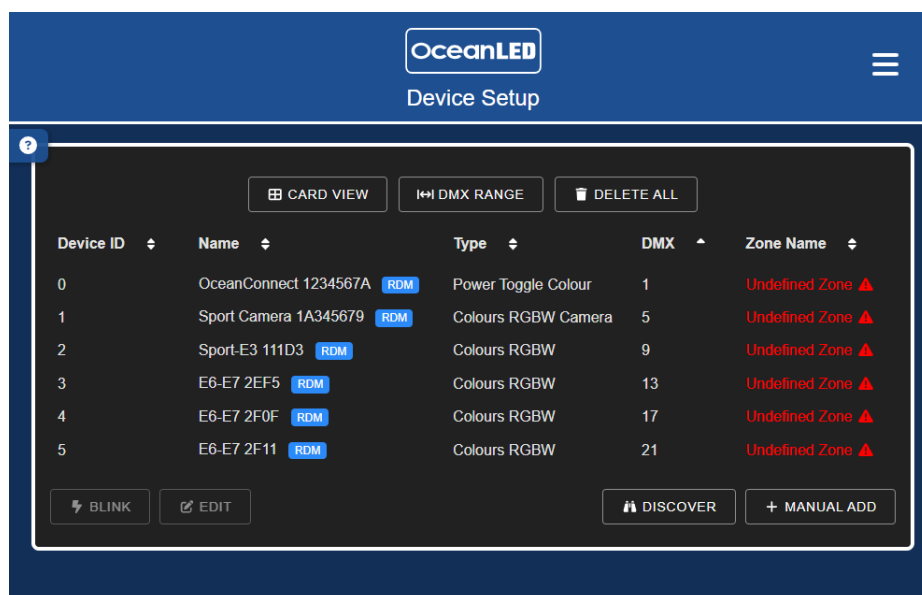 OceanLED
Device Setup
?
CARD VIEW DMX RANGE DELETE ALL
Device ID Name Type DMX Zone Name
0 OceanConnect 1234567A RDM Power Toggle Colour 1 Undefined Zone
1 Sport Camera 1A345679 RDM Colours RGBW Camera 5 Undefined Zone
2 Sport-E3 111D3 RDM Colours RGBW 9 Undefined Zone
3 E6-E7 2EF5 RDM Colours RGBW 13 Undefined Zone
4 E6-E7 2F0F RDM Colours RGBW 17 Undefined Zone
5 E6-E7 2F11 RDM Colours RGBW 21 Undefined Zone
BLINK EDIT DISCOVER + MANUAL ADD